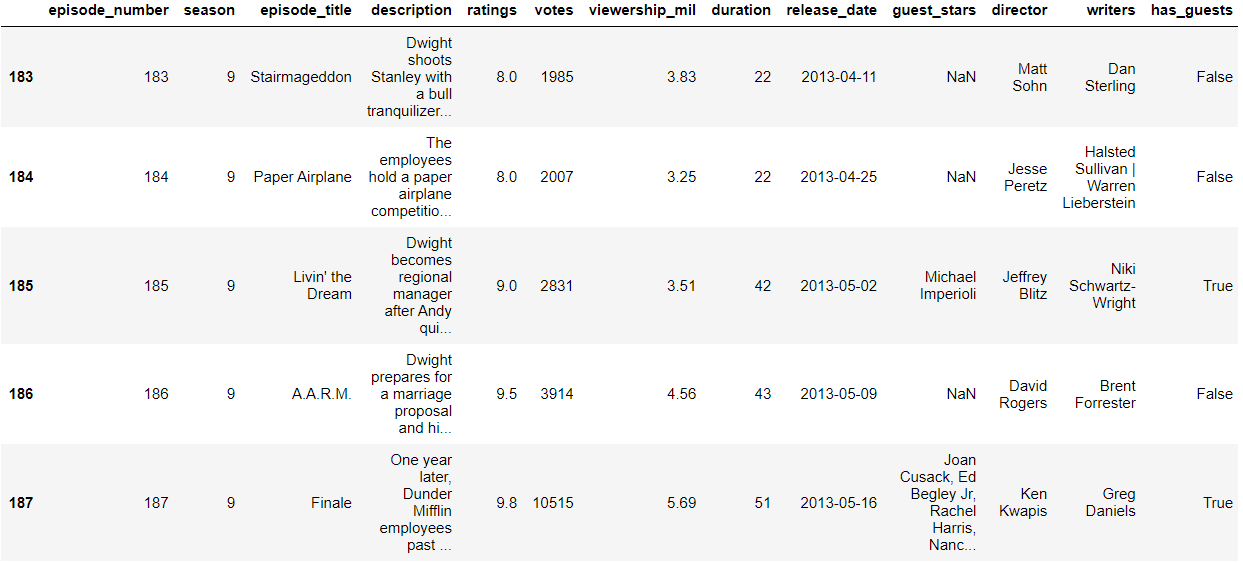 episode_number season episode_title description ratings votes viewership_mil duration release_date guest_stars director writers has_guests
183 183 9 Stairmageddon Dwight shoots Stanley with a bull tranquilizer... 8.0 1985 3.83 22 2013-04-11 NaN Matt Sohn Dan Sterling False
184 184 9 Paper Airplane The employees hold a paper airplane competitio... 8.0 2007 3.25 22 2013-04-25 NaN Jesse Peretz Halsted Sullivan | Warren Lieberstein False
185 185 9 Livin' the Dream Dwight becomes regional manager after Andy qui... 9.0 2831 3.51 42 2013-05-02 Michael Imperioli Jeffrey Blitz Niki Schwartz-Wright True
186 186 9 A.A.R.M. Dwight prepares for a marriage proposal and hi... 9.5 3914 4.56 43 2013-05-09 NaN David Rogers Brent Forrester False
187 187 9 Finale One year later, Dunder Mifflin employees past ... 9.8 10515 5.69 51 2013-05-16 Joan Cusack, Ed Begley Jr, Rachel Harris, Nanc... Ken Kwapis Greg Daniels True